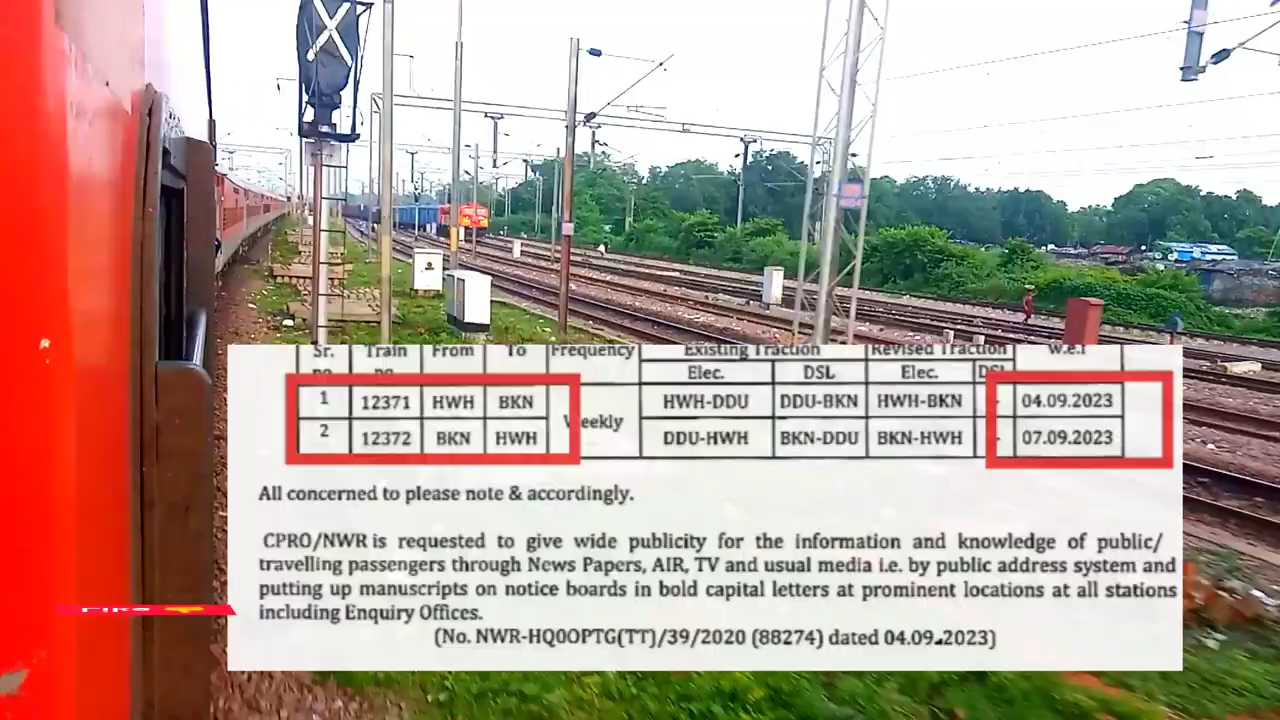 Sr. Train From To Frequency Existing Traction Revised Traction w.e.f
no. no. Elec. DSL Elec. DSL
1 12371 HWH BKN Weekly HWH-DDU DDU-BKN HWH-BKN - 04.09.2023
2 12372 BKN HWH DDU-HWH BKN-DDU BKN-HWH - 07.09.2023
All concerned to please note & accordingly.
CPRO/NWR is requested to give wide publicity for the information and knowledge of public/
travelling passengers through News Papers, AIR, TV and usual media i.e. by public address system and
putting up manuscripts on notice boards in bold capital letters at prominent locations at all stations
including Enquiry Offices.
(No. NWR-HQ0OPTG(TT)/39/2020 (88274) dated 04.09.2023)